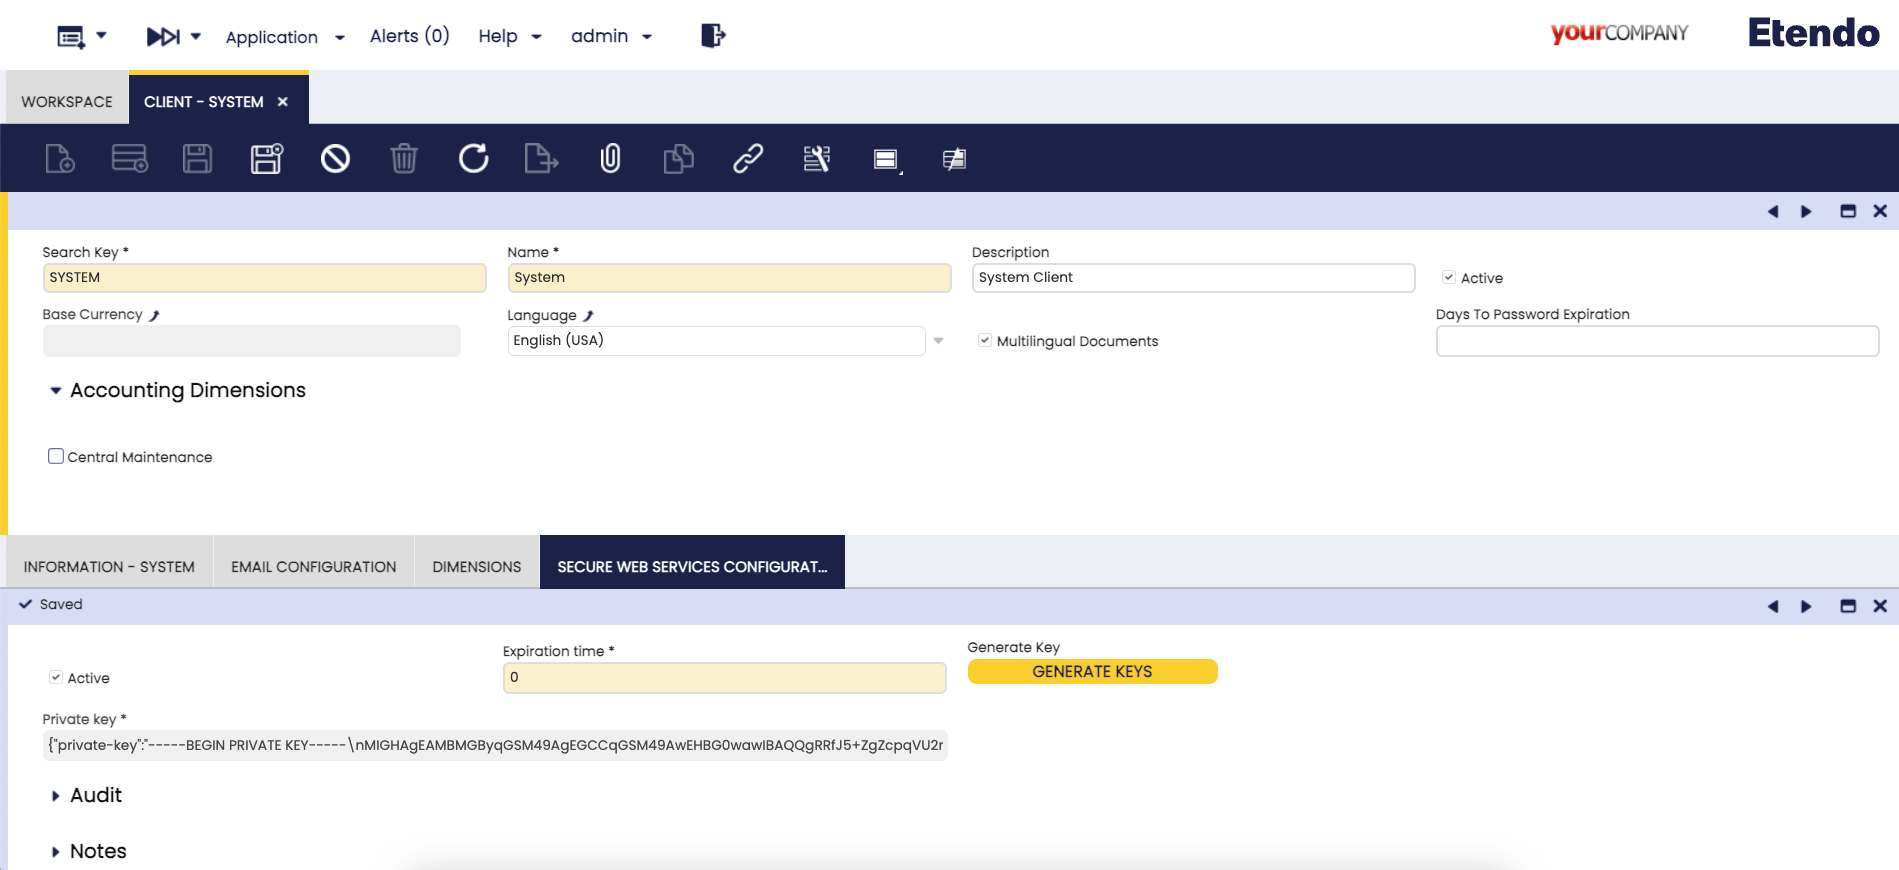 Application Alerts (0) Help admin yourCOMPANY Etendo
WORKSPACE CLIENT - SYSTEM
Search Key * Name * Description
SYSTEM System System Client Active
Base Currency Language Days To Password Expiration
English (USA) Multilingual Documents
Accounting Dimensions
Central Maintenance
INFORMATION - SYSTEM EMAIL CONFIGURATION DIMENSIONS SECURE WEB SERVICES CONFIGURAT...
Saved
Expiration time * Generate Key
Active 0 GENERATE KEYS
Private key *
{"private-key":"-----BEGIN PRIVATE KEY-----\nMIGHAgEAMBMGByqGSM49AgEGCCqGSM49AwEHBG0wawIBAQQgRRfJ5+ZgZcpqVU2r
Audit
Notes